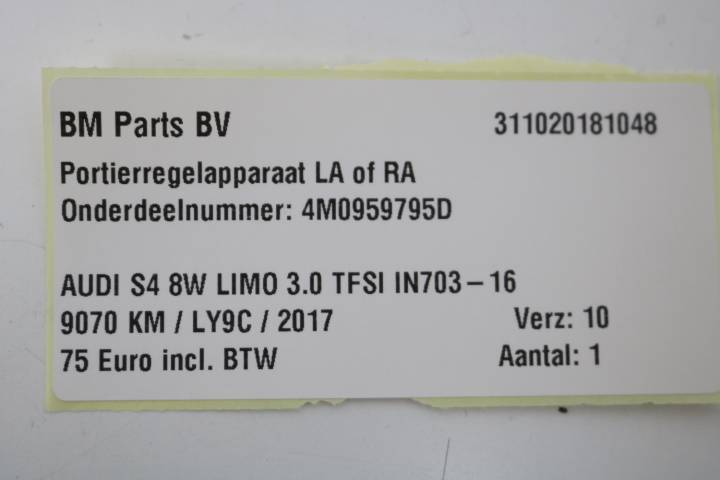 BM Parts BV 311020181048
Portierregelapparaat LA of RA
Onderdeelnummer: 4M0959795D
AUDI S4 8W LIMO 3.0 TFSI IN703-16
9070 KM / LY9C / 2017 Verz: 10
75 Euro incl. BTW Aantal: 1